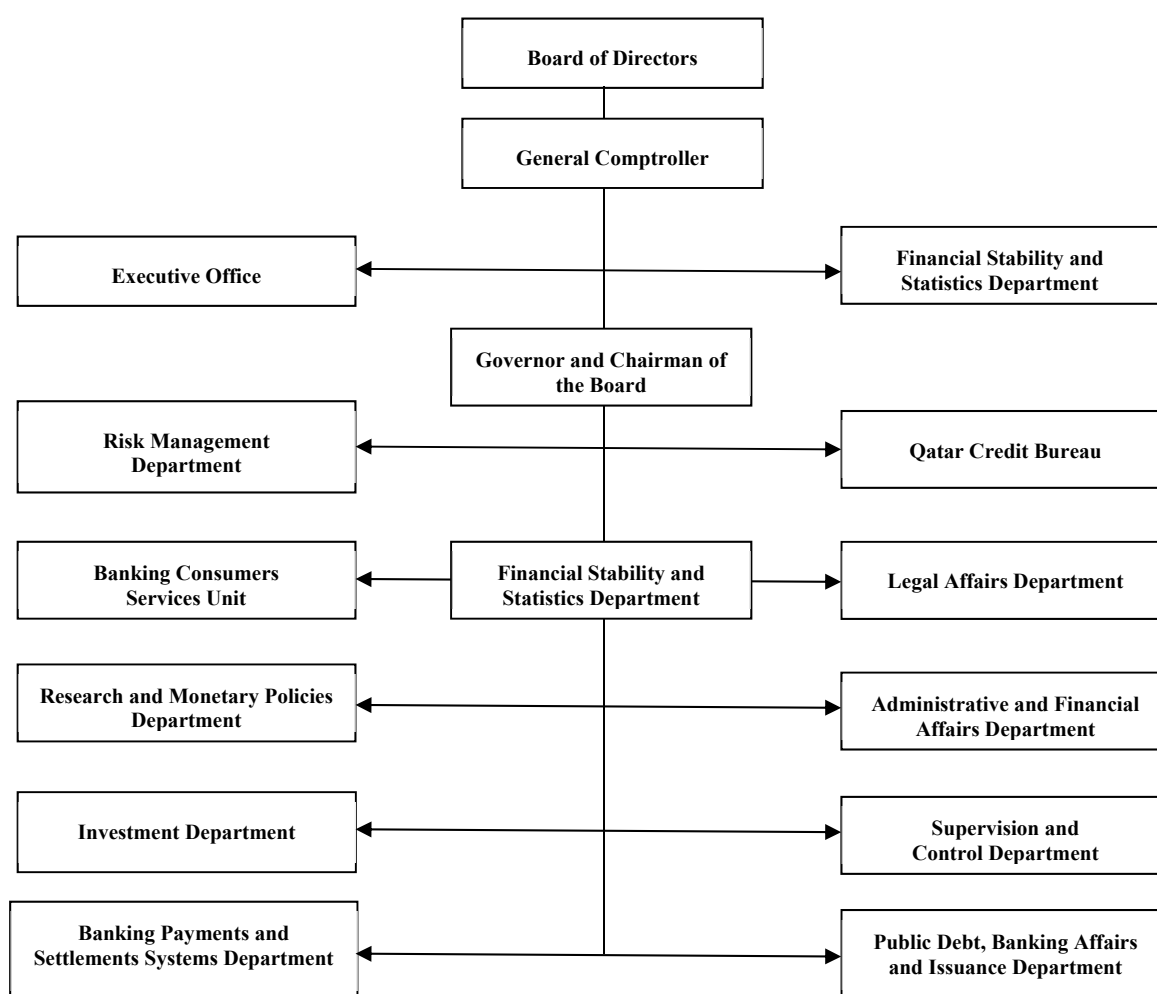 Board of Directors
General Comptroller
Executive Office
Financial Stability and
Statistics Department
Governor and Chairman of
the Board
Risk Management
Department
Qatar Credit Bureau
Banking Consumers
Services Unit
Financial Stability and
Statistics Department
Legal Affairs Department
Research and Monetary Policies
Department
Administrative and Financial
Affairs Department
Investment Department
Supervision and
Control Department
Banking Payments and
Settlements Systems Department
Public Debt, Banking Affairs
and Issuance Department